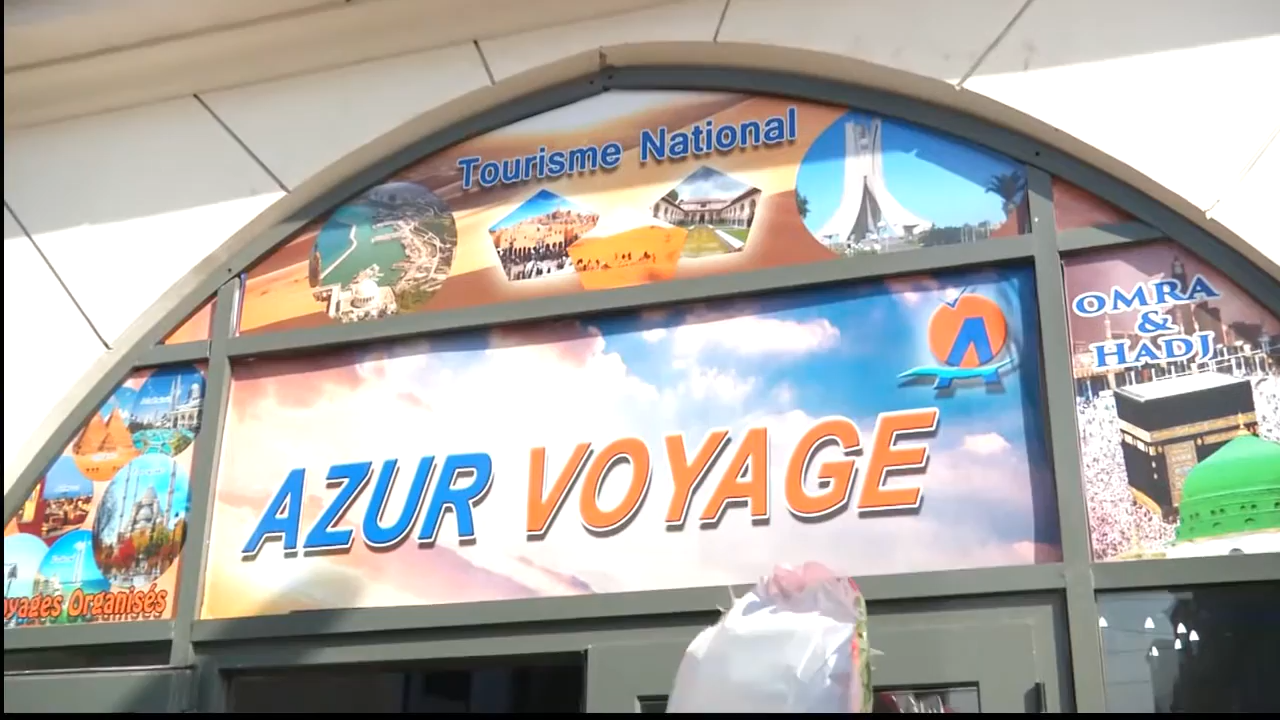 Tourisme National
OMRA
&
HADJ
AZUR VOYAGE
oyages Organisés